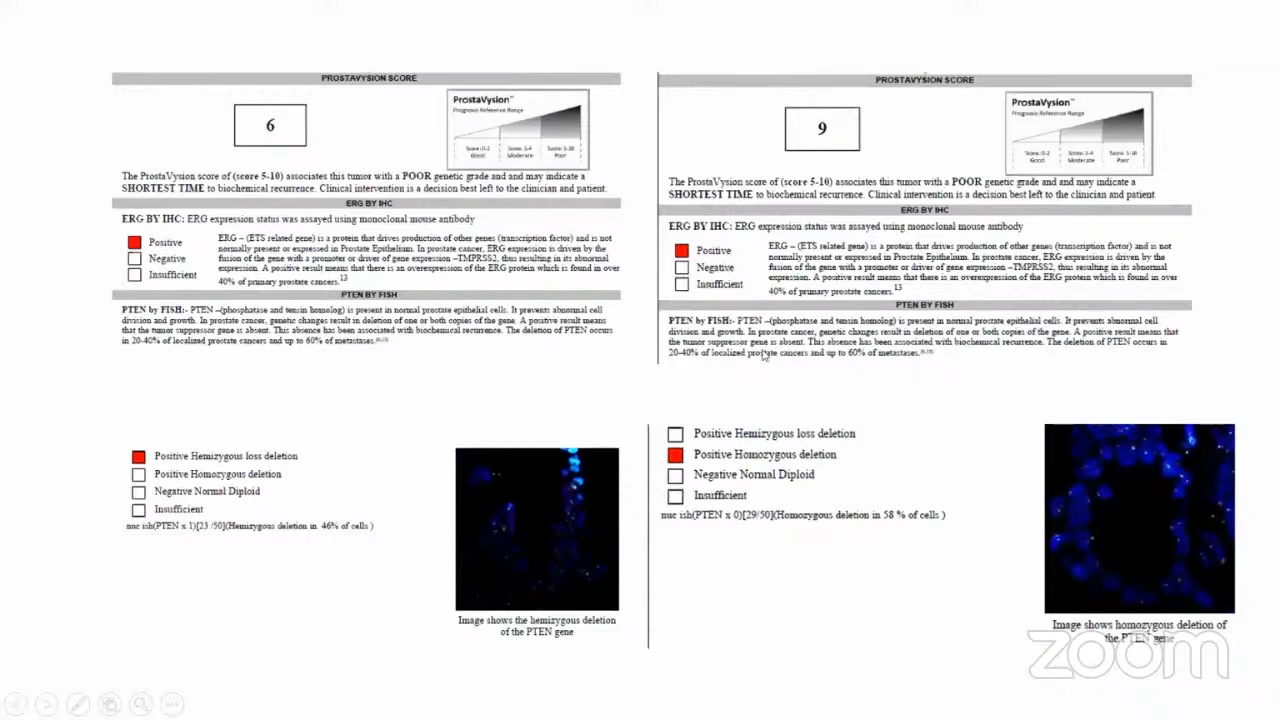 PROSTAVYSION SCORE
6
ProstaVysion™
Prognosis Reference Range
Score: 0-2
Good
Score: 3-4
Moderate
Score: 5-10
Poor
The ProstaVysion score of (score 5-10) associates this tumor with a POOR genetic grade and and may indicate a
SHORTEST TIME to biochemical recurrence. Clinical intervention is a decision best left to the clinician and patient.
ERG BY IHC
ERG BY IHC: ERG expression status was assayed using monoclonal mouse antibody
Positive
Negative
Insufficient
ERG – (ETS related gene) is a protein that drives production of other genes (transcription factor) and is not
normally present or expressed in Prostate Epithelium. In prostate cancer, ERG expression is driven by the
fusion of the gene with a promoter or driver of gene expression –TMPRSS2, thus resulting in its abnormal
expression. A positive result means that there is an overexpression of the ERG protein which is found in over
40% of primary prostate cancers.13
PTEN BY FISH
PTEN by FISH:- PTEN –(phosphatase and tensin homolog) is present in normal prostate epithelial cells. It prevents abnormal cell
division and growth. In prostate cancer, genetic changes result in deletion of one or both copies of the gene. A positive result means
that the tumor suppressor gene is absent. This absence has been associated with biochemical recurrence. The deletion of PTEN occurs
in 20-40% of localized prostate cancers and up to 60% of metastases.
Positive Hemizygous loss deletion
Positive Homozygous deletion
Negative Normal Diploid
Insufficient
nuc ish(PTEN x 1)[23 /50](Hemizygous deletion in 46% of cells )
Image shows the hemizygous deletion
of the PTEN gene
PROSTAVYSION SCORE
9
ProstaVysion™
Prognosis Reference Range
Score: 0-2
Good
Score: 3-4
Moderate
Score: 5-10
Poor
The ProstaVysion score of (score 5-10) associates this tumor with a POOR genetic grade and and may indicate a
SHORTEST TIME to biochemical recurrence. Clinical intervention is a decision best left to the clinician and patient
ERG BY IHC
ERG BY IHC: ERG expression status was assayed using monoclonal mouse antibody
Positive
Negative
Insufficient
ERG – (ETS related gene) is a protein that drives production of other genes (transcription factor) and is not
normally present or expressed in Prostate Epithelium. In prostate cancer, ERG expression is driven by the
fusion of the gene with a promoter or driver of gene expression –TMPRSS2, thus resulting in its abnormal
expression. A positive result means that there is an overexpression of the ERG protein which is found in over
40% of primary prostate cancers.13
PTEN BY FISH
PTEN by FISH:- PTEN –(phosphatase and tensin homolog) is present in normal prostate epithelial cells. It prevents abnormal cell
division and growth. In prostate cancer, genetic changes result in deletion of one or both copies of the gene. A positive result means that
the tumor suppressor gene is absent. This absence has been associated with biochemical recurrence. The deletion of PTEN occurs in
20-40% of localized prostate cancers and up to 60% of metastases.
Positive Hemizygous loss deletion
Positive Homozygous deletion
Negative Normal Diploid
Insufficient
nuc ish(PTEN x 0)[29/50](Homozygous deletion in 58 % of cells )
Image shows homozygous deletion of
the PTEN gene
zoom